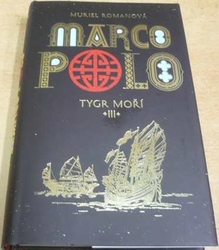 MURIEL ROMANOVÁ
MARCO
POLO
TYGR MOŘÍ
III